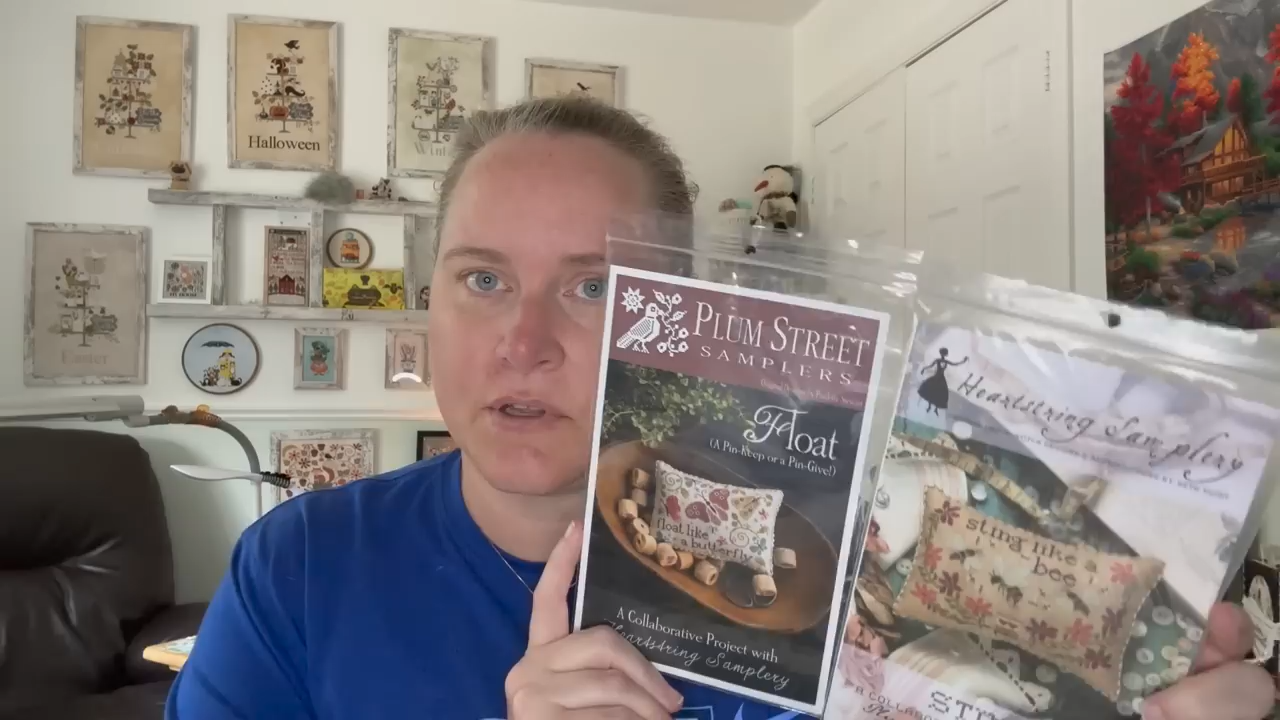 Halloween
Easter
PLUM STREET
SAMPLERS
Float
(A Pin-Keep or a Pin-Give!)
float like
a butterfly
A Collaborative Project with
Heartstring Samplery
Heartstring Samplery
sting like a
bee